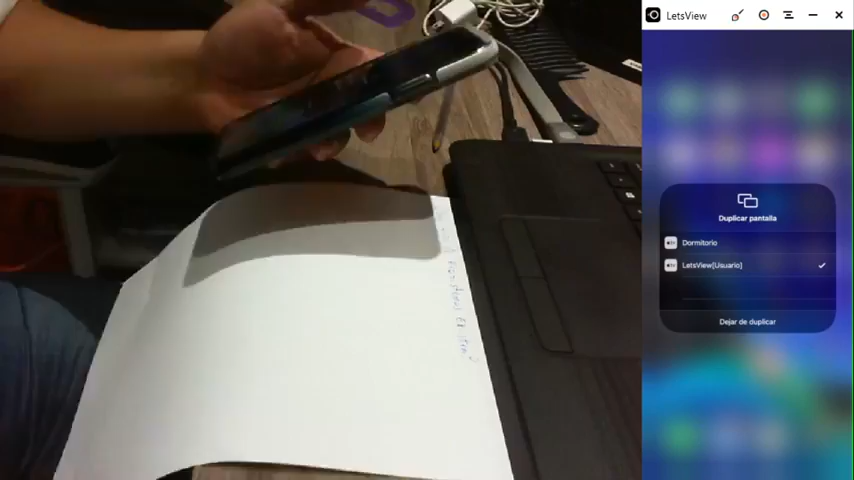 LetsView
Duplicar pantalla
Dormitorio
LetsView[Usuario]
Dejar de duplicar